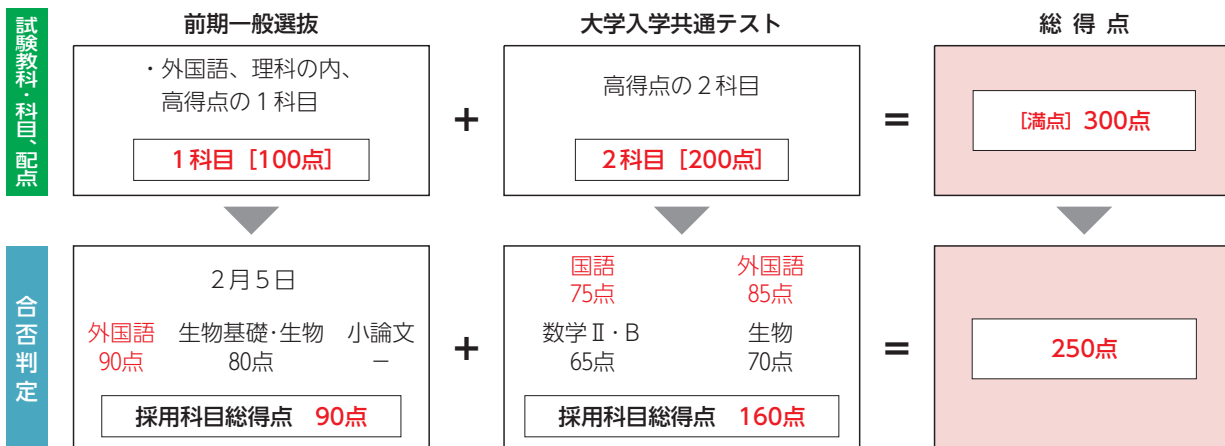 試験教科・科目、配点
前期一般選抜
・外国語、理科の内、
高得点の1科目
1科目［100点］
+
大学入学共通テスト
高得点の2科目
2科目［200点］
=
総得点
［満点］300点
合否判定
2月5日
外国語 生物基礎・生物 小論文
90点 80点 －
採用科目総得点 90点
+
国語 外国語
75点 85点
数学Ⅱ・B 生物
65点 70点
採用科目総得点 160点
=
250点